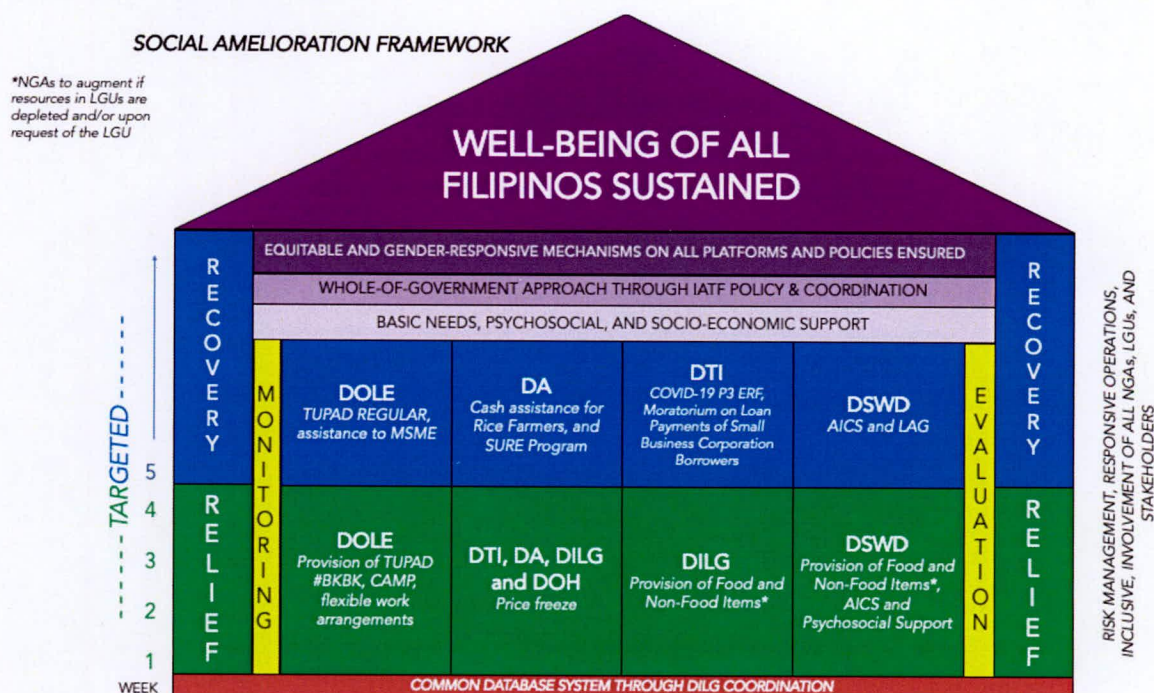 SOCIAL AMELIORATION FRAMEWORK
*NGAs to augment if
resources in LGUs are
depleted and/or upon
request of the LGU
WELL-BEING OF ALL
FILIPINOS SUSTAINED
EQUITABLE AND GENDER-RESPONSIVE MECHANISMS ON ALL PLATFORMS AND POLICIES ENSURED
WHOLE-OF-GOVERNMENT APPROACH THROUGH IATF POLICY & COORDINATION
BASIC NEEDS, PSYCHOSOCIAL, AND SOCIO-ECONOMIC SUPPORT
RECOVERY
RECOVERY
MONITORING
EVALUATION
DOLE
TUPAD REGULAR,
assistance to MSME
DA
Cash assistance for
Rice Farmers, and
SURE Program
DTI
COVID-19 P3 ERF,
Moratorium on Loan
Payments of Small
Business Corporation
Borrowers
DSWD
AICS and LAG
RELIEF
RELIEF
DOLE
Provision of TUPAD
#BKBK, CAMP,
flexible work
arrangements
DTI, DA, DILG
and DOH
Price freeze
DILG
Provision of Food and
Non-Food Items*
DSWD
Provision of Food and
Non-Food Items*,
AICS and
Psychosocial Support
TARGETED
5
4
3
2
1
WEEK
COMMON DATABASE SYSTEM THROUGH DILG COORDINATION
RISK MANAGEMENT, RESPONSIVE OPERATIONS,
INCLUSIVE, INVOLVEMENT OF ALL NGAs, LGUs, AND
STAKEHOLDERS